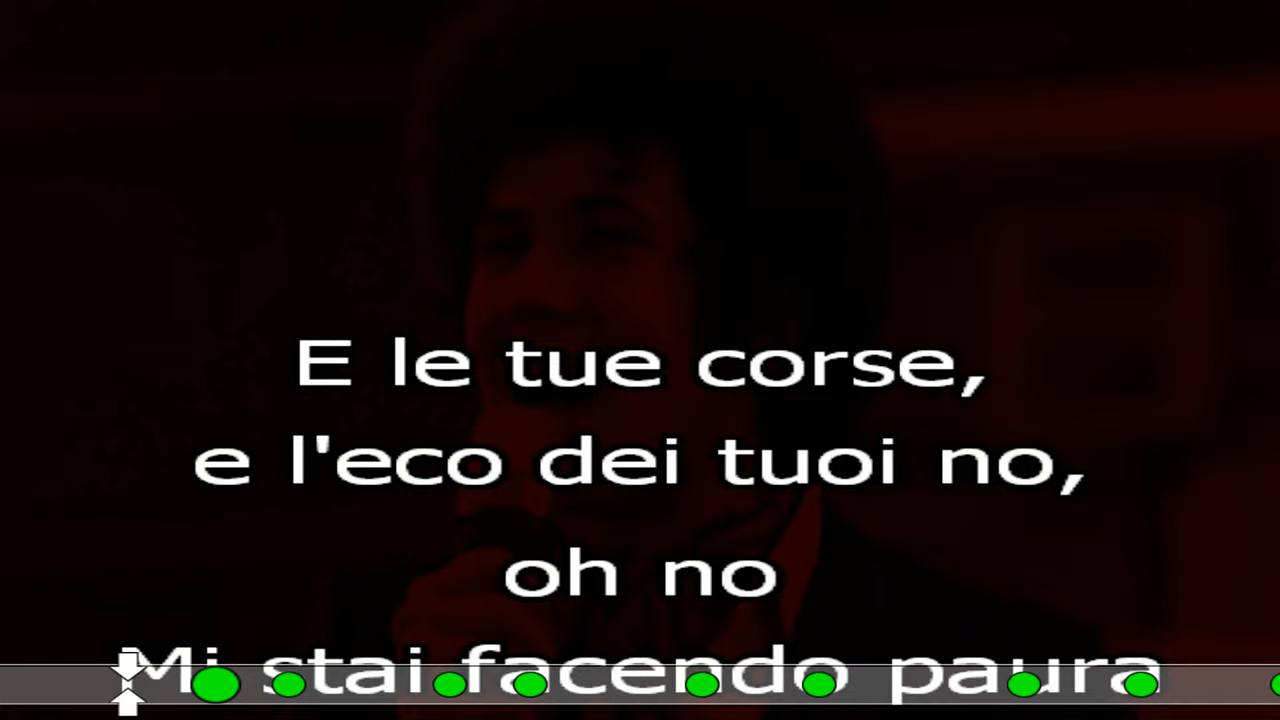 E le tue corse,
e l'eco dei tuoi no,
oh no
Mi stai facendo paura